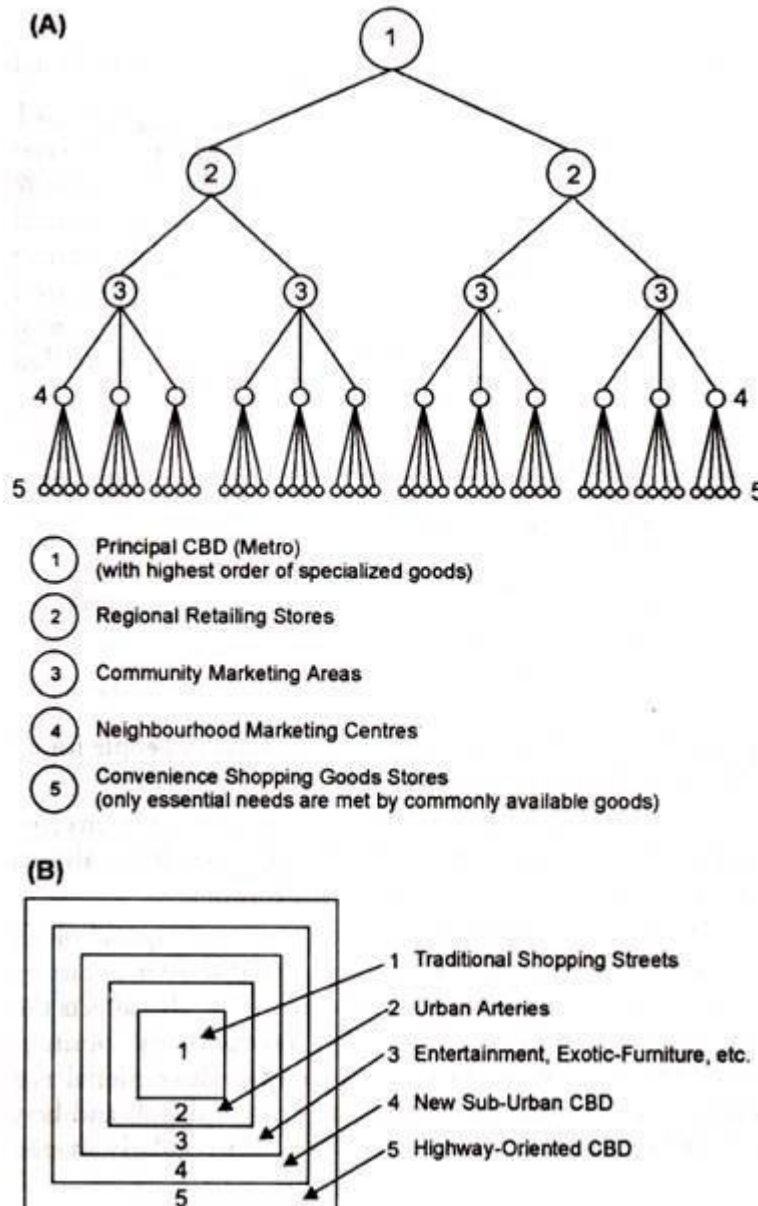 (A)
1
2 2
3 3 3 3
4 4
5 5
1 Principal CBD (Metro)
(with highest order of specialized goods)
2 Regional Retailing Stores
3 Community Marketing Areas
4 Neighbourhood Marketing Centres
5 Convenience Shopping Goods Stores
(only essential needs are met by commonly available goods)
(B)
1 Traditional Shopping Streets
2 Urban Arteries
3 Entertainment, Exotic-Furniture, etc.
4 New Sub-Urban CBD
5 Highway-Oriented CBD
1
2
3
4
5